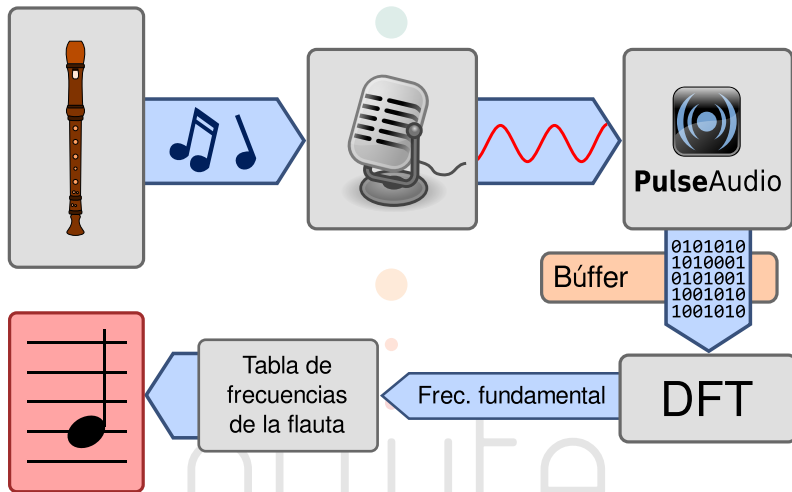 PulseAudio
0101010
1010001
0101001
1001010
1001010
Búffer
DFT
Frec. fundamental
Tabla de
frecuencias
de la flauta